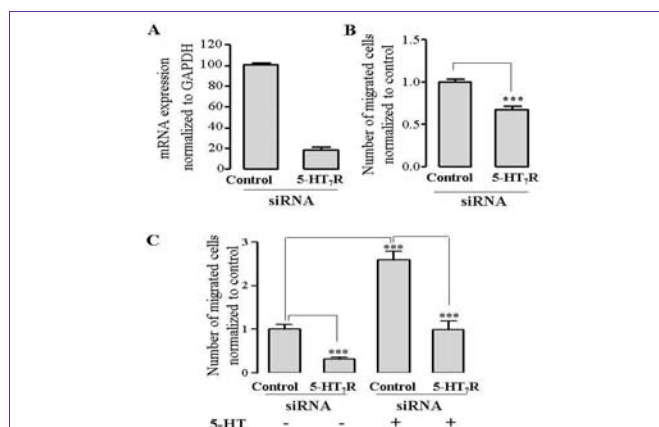 A
mRNA expression
normalized to GAPDH
120
100
80
60
40
20
0
Control 5-HT₇R
siRNA
B
Number of migrated cells
normalized to control
1.5
1.0
0.5
0.0
***
Control 5-HT₇R
siRNA
C
Number of migrated cells
normalized to control
3
2
1
0
*** *** ***
Control 5-HT₇R Control 5-HT₇R
siRNA siRNA
5-HT - - + +